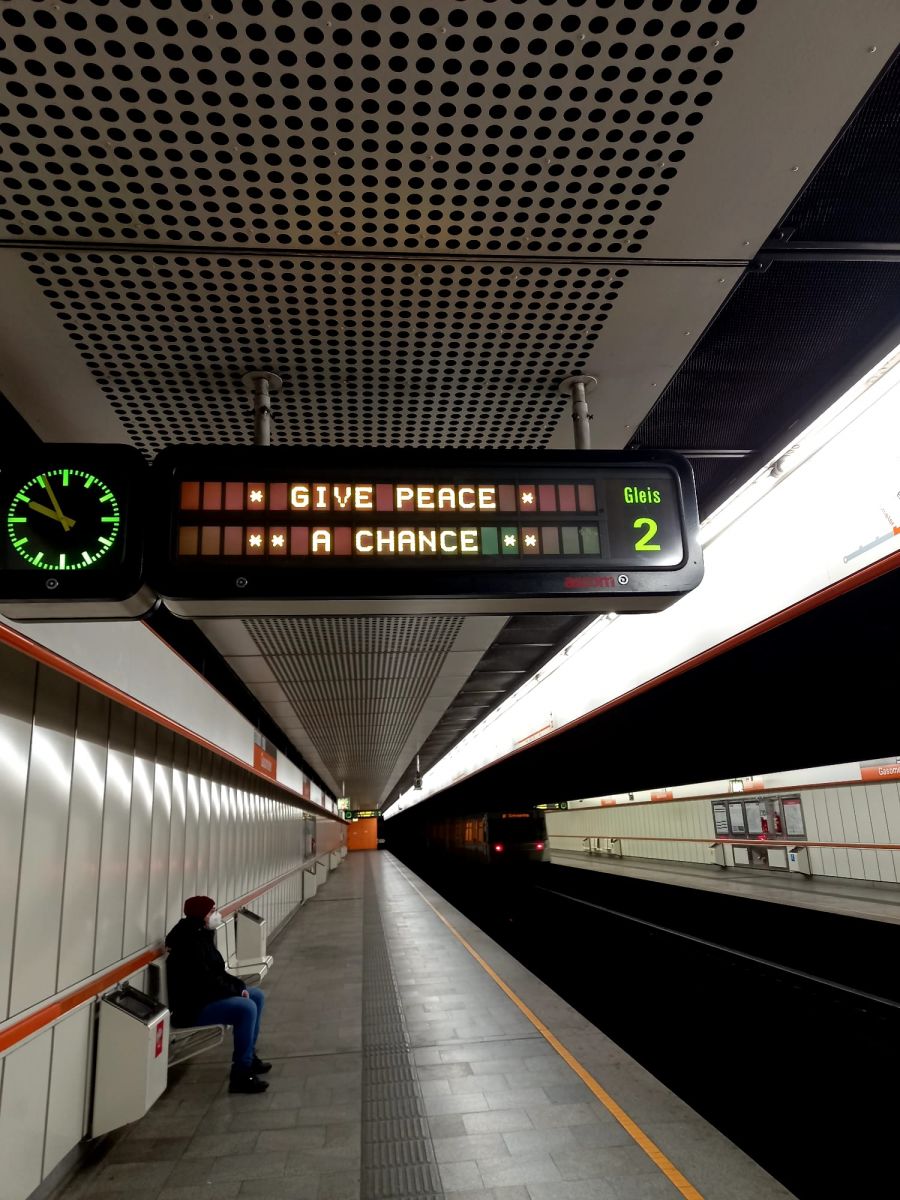 * GIVE PEACE *
** A CHANCE **
Gleis
2
ascom